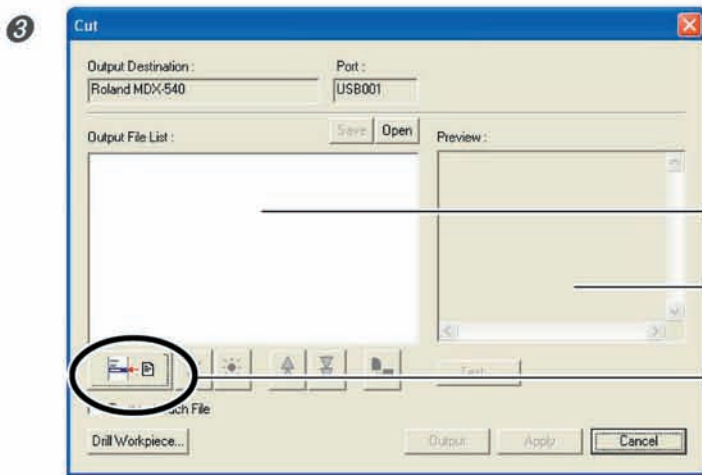 3
Cut
Output Destination : Port :
Roland MDX-540 USB001
Output File List : Save Open Preview :
Test
File
Drill Workpiece... Output Apply Cancel